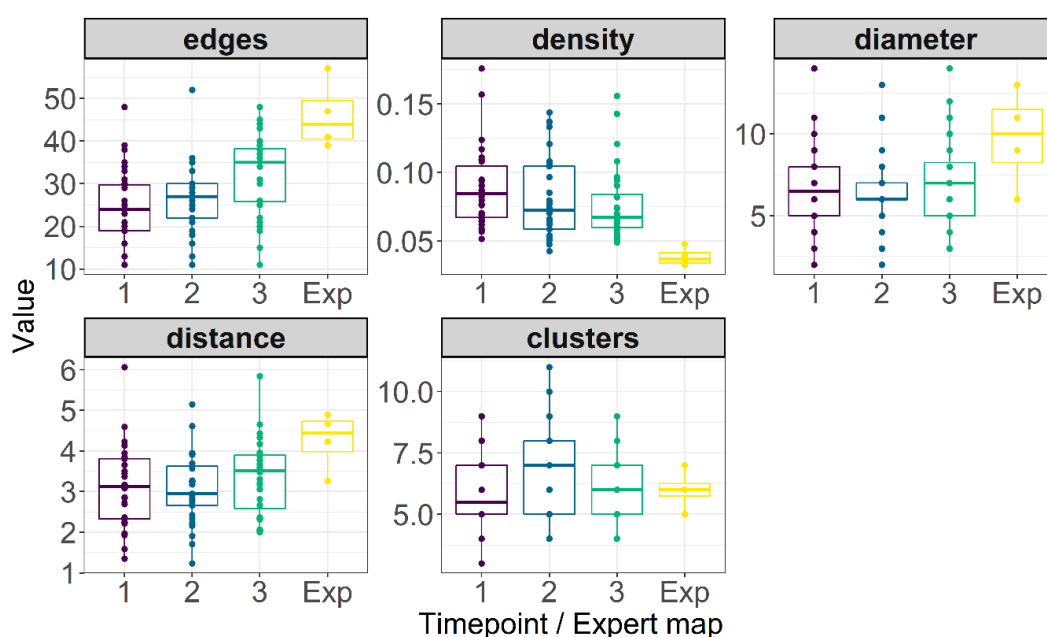 edges
density
diameter
50
40
30
20
10
1 2 3 Exp
0.15
0.10
0.05
1 2 3 Exp
10
5
1 2 3 Exp
Value
distance
clusters
6
5
4
3
2
1
1 2 3 Exp
10.0
7.5
5.0
1 2 3 Exp
Timepoint / Expert map